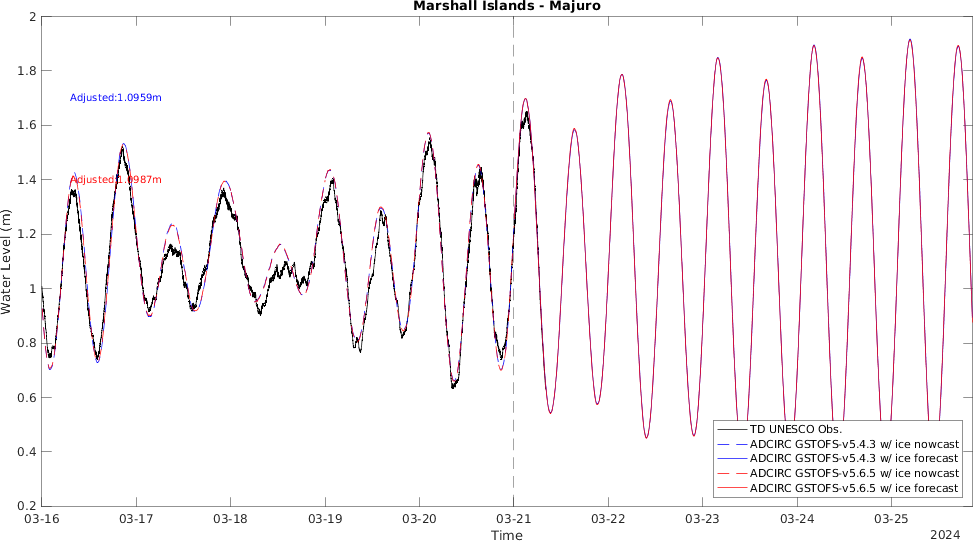 Marshall Islands - Majuro
2
1.8
1.6
1.4
1.2
1
0.8
0.6
0.4
0.2
Water Level (m)
Adjusted:1.0959m
Adjusted:1.0987m
TD UNESCO Obs.
ADCIRC GSTOFS-v5.4.3 w/ ice nowcast
ADCIRC GSTOFS-v5.4.3 w/ ice forecast
ADCIRC GSTOFS-v5.6.5 w/ ice nowcast
ADCIRC GSTOFS-v5.6.5 w/ ice forecast
03-16 03-17 03-18 03-19 03-20 03-21 03-22 03-23 03-24 03-25
Time
2024